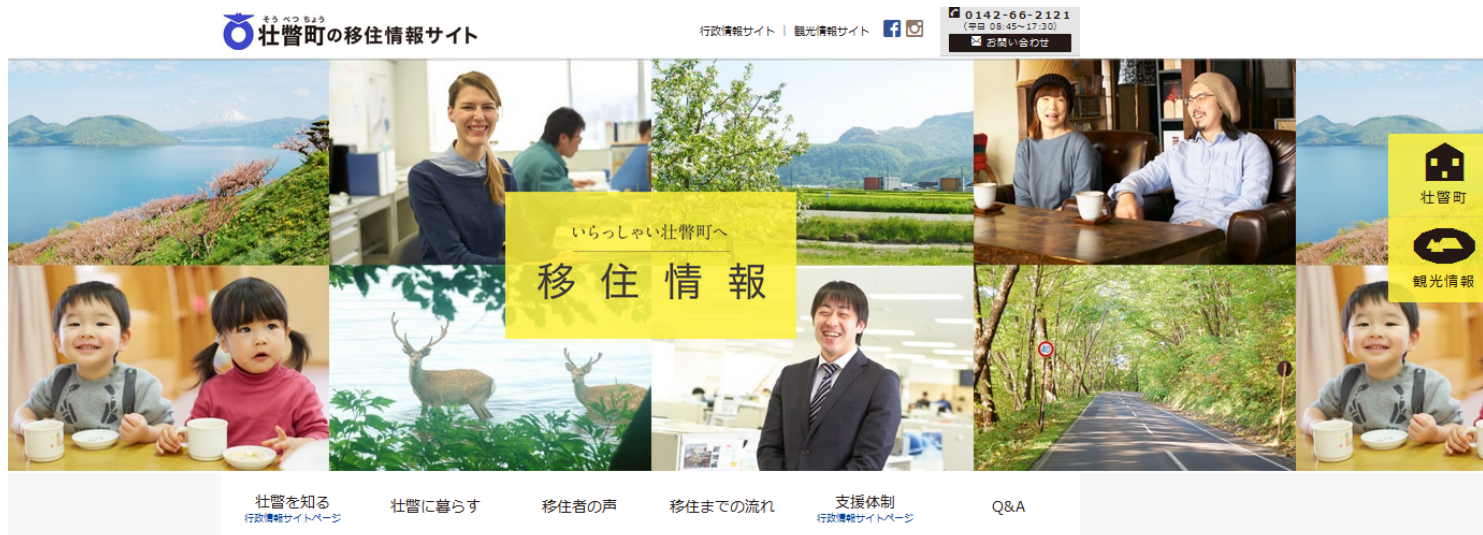 そうべつちょう
壮瞥町の移住情報サイト
行政情報サイト | 観光情報サイト
0142-66-2121
(平日 08:45~17:30)
お問い合わせ
いらっしゃい壮瞥町へ
移住情報
40
壮瞥町
観光情報
壮瞥を知る
行政情報サイトページ
壮瞥に暮らす
移住者の声
移住までの流れ
支援体制
行政情報サイトページ
Q&A